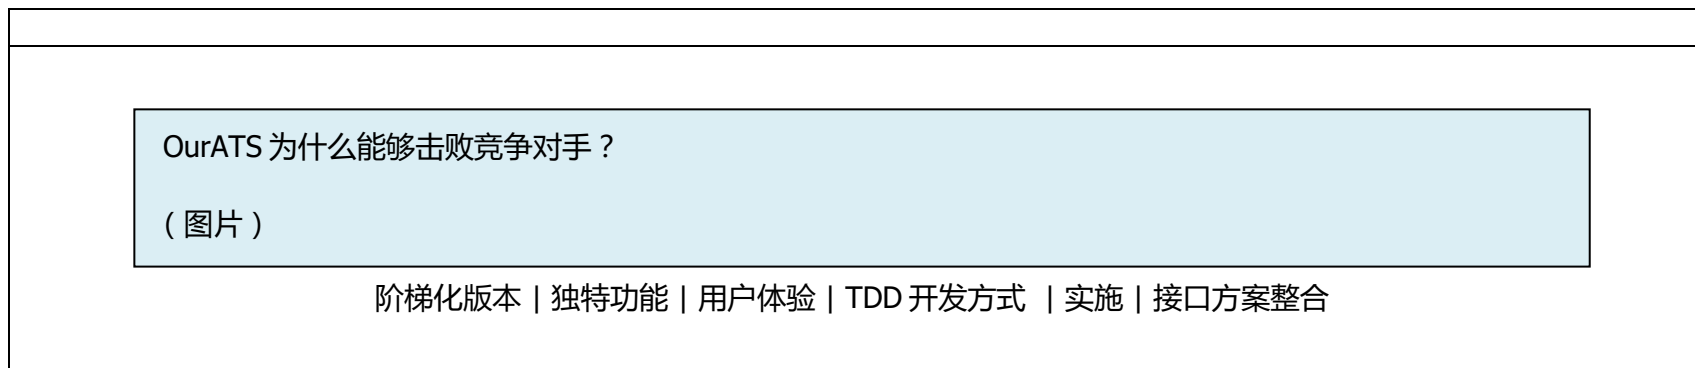 OurATS 为什么能够击败竞争对手？
（图片）
阶梯化版本 | 独特功能 | 用户体验 | TDD 开发方式 | 实施 | 接口方案整合